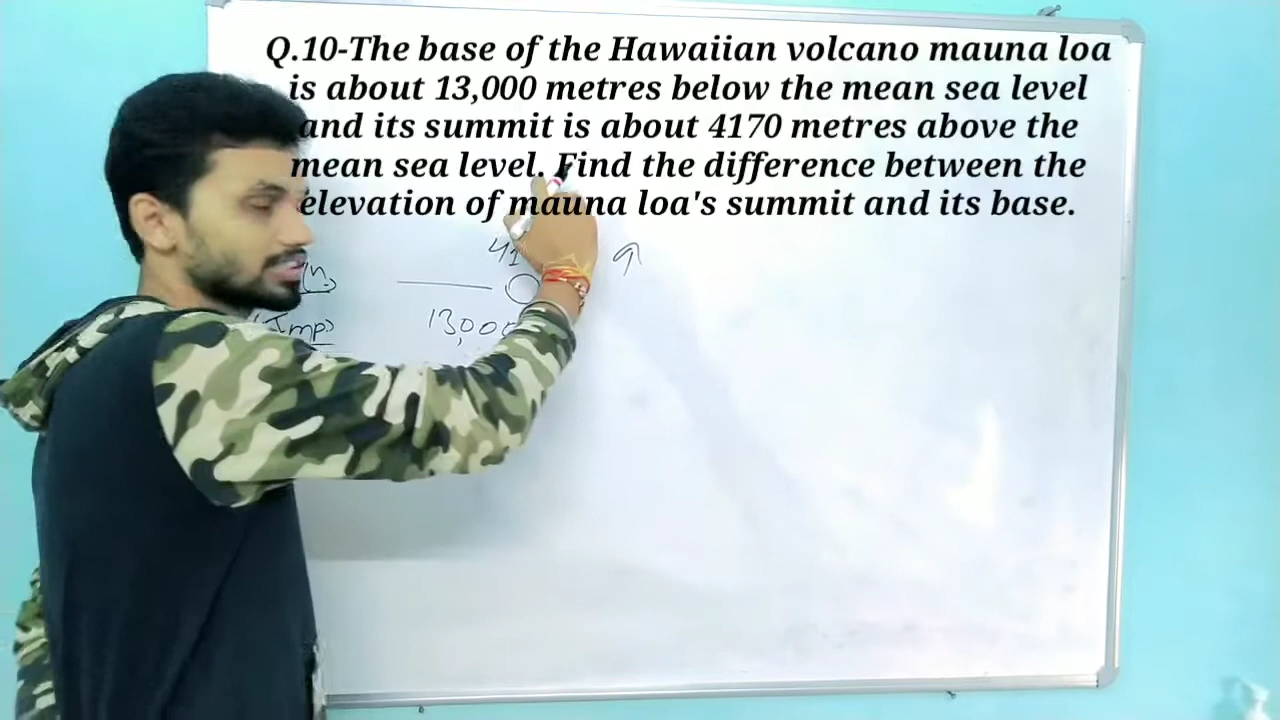 Q.10-The base of the Hawaiian volcano mauna loa
is about 13,000 metres below the mean sea level
and its summit is about 4170 metres above the
mean sea level. Find the difference between the
elevation of mauna loa's summit and its base.